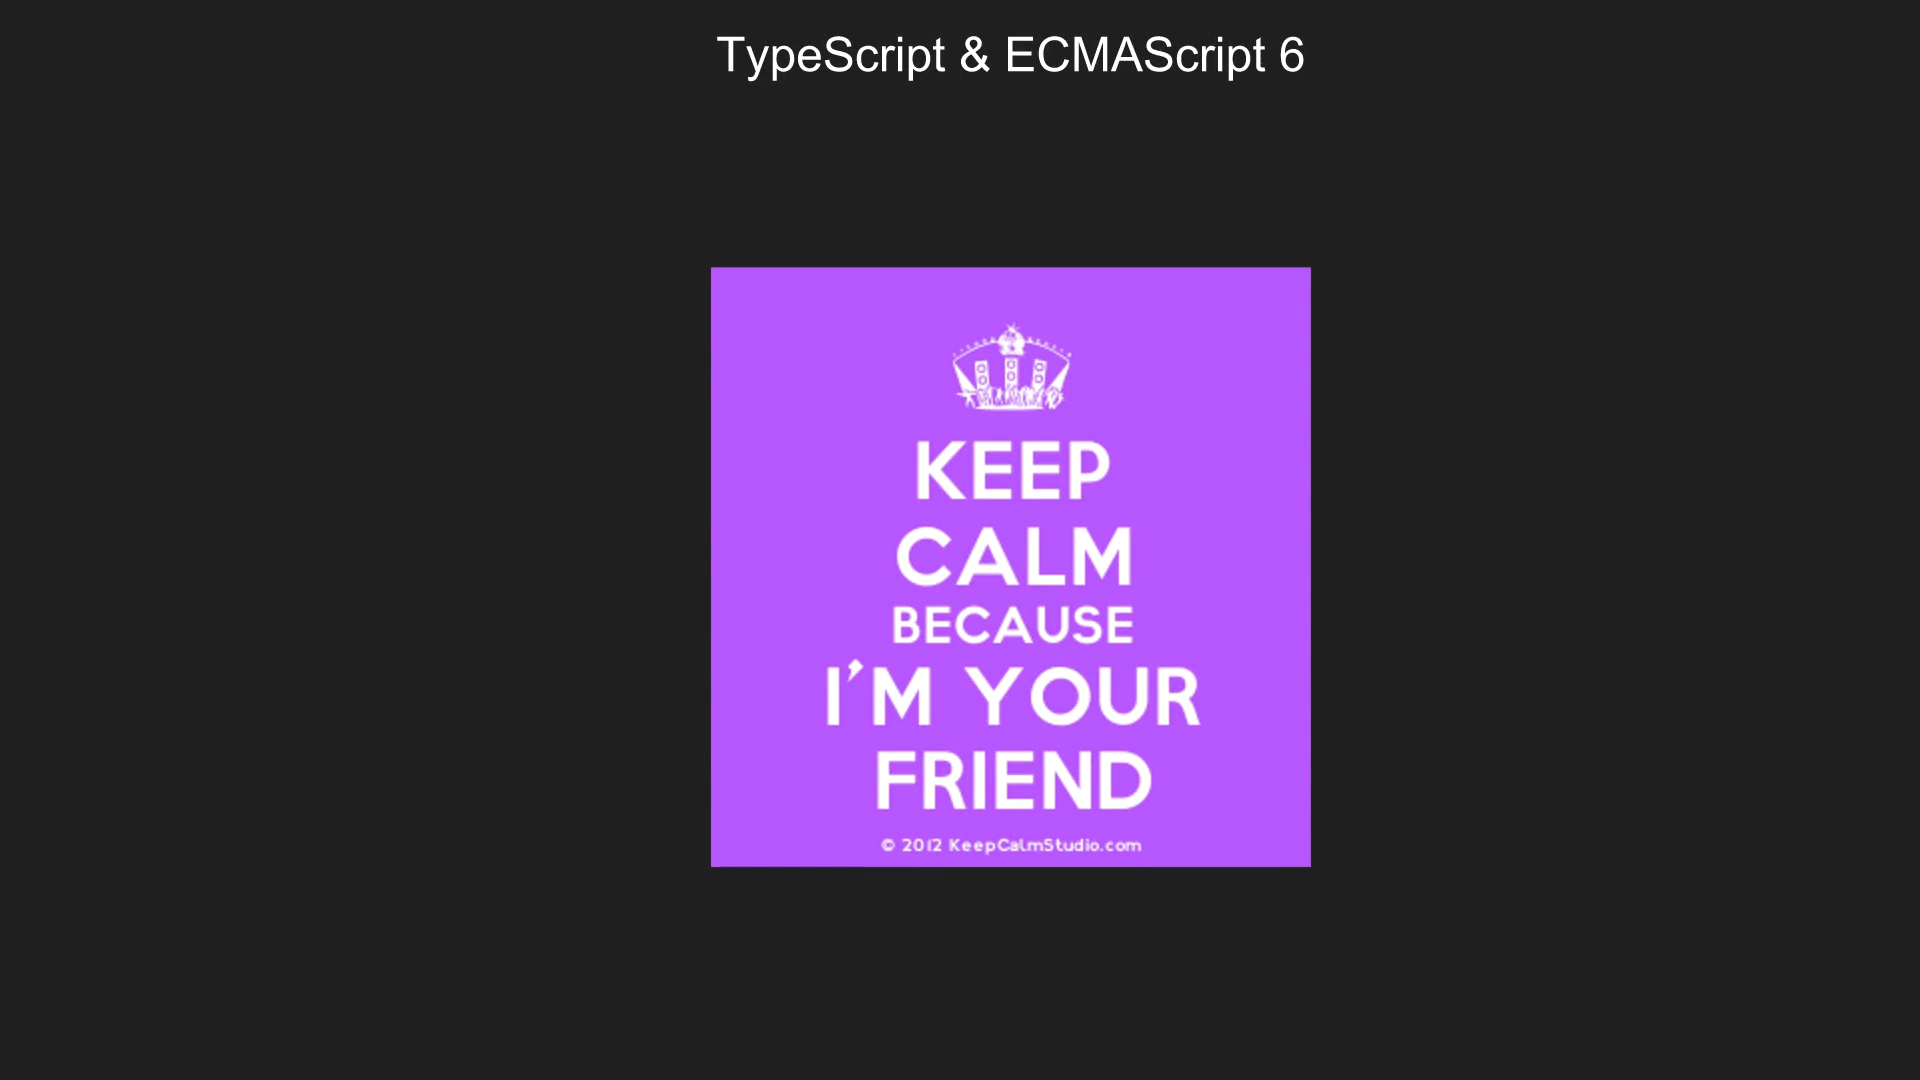 TypeScript & ECMAScript 6
KEEP
CALM
BECAUSE
I'M YOUR
FRIEND
© 2012 KeepCalmStudio.com